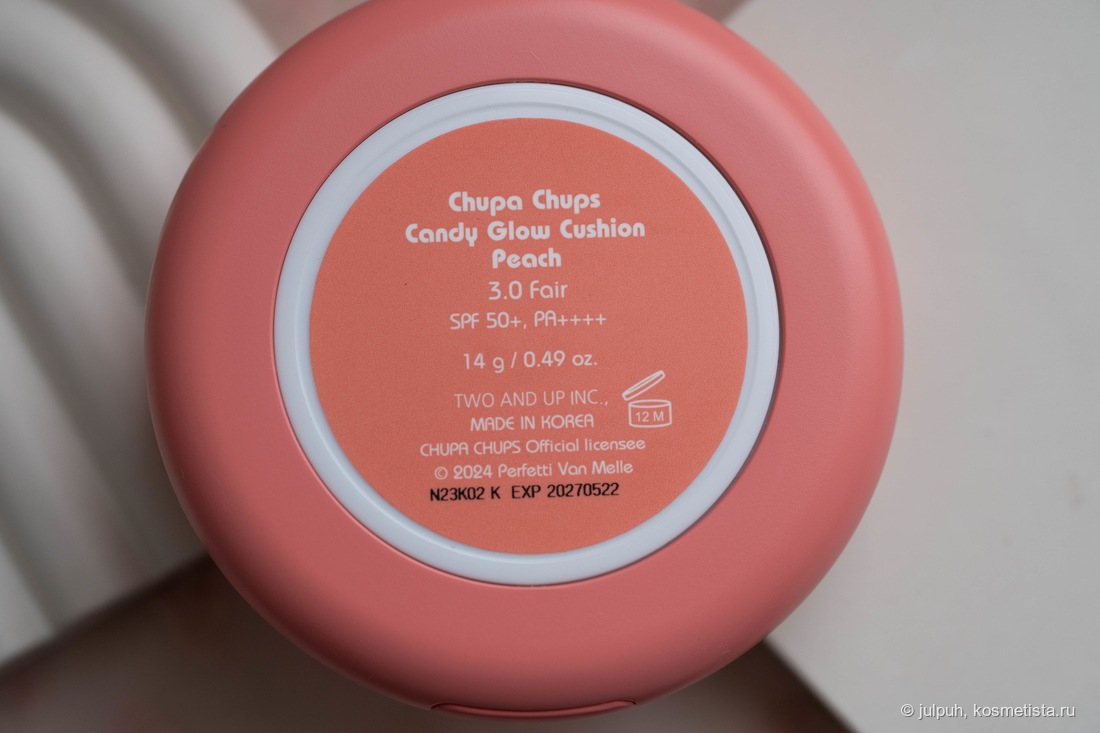 Chupa Chups
Candy Glow Cushion
Peach
3.0 Fair
SPF 50+, PA++++
14 g / 0.49 oz.
TWO AND UP INC.,
MADE IN KOREA
12 M
CHUPA CHUPS Official licensee
© 2024 Perfetti Van Melle
N23K02 K EXP 20270522
© julpuh, kosmetista.ru